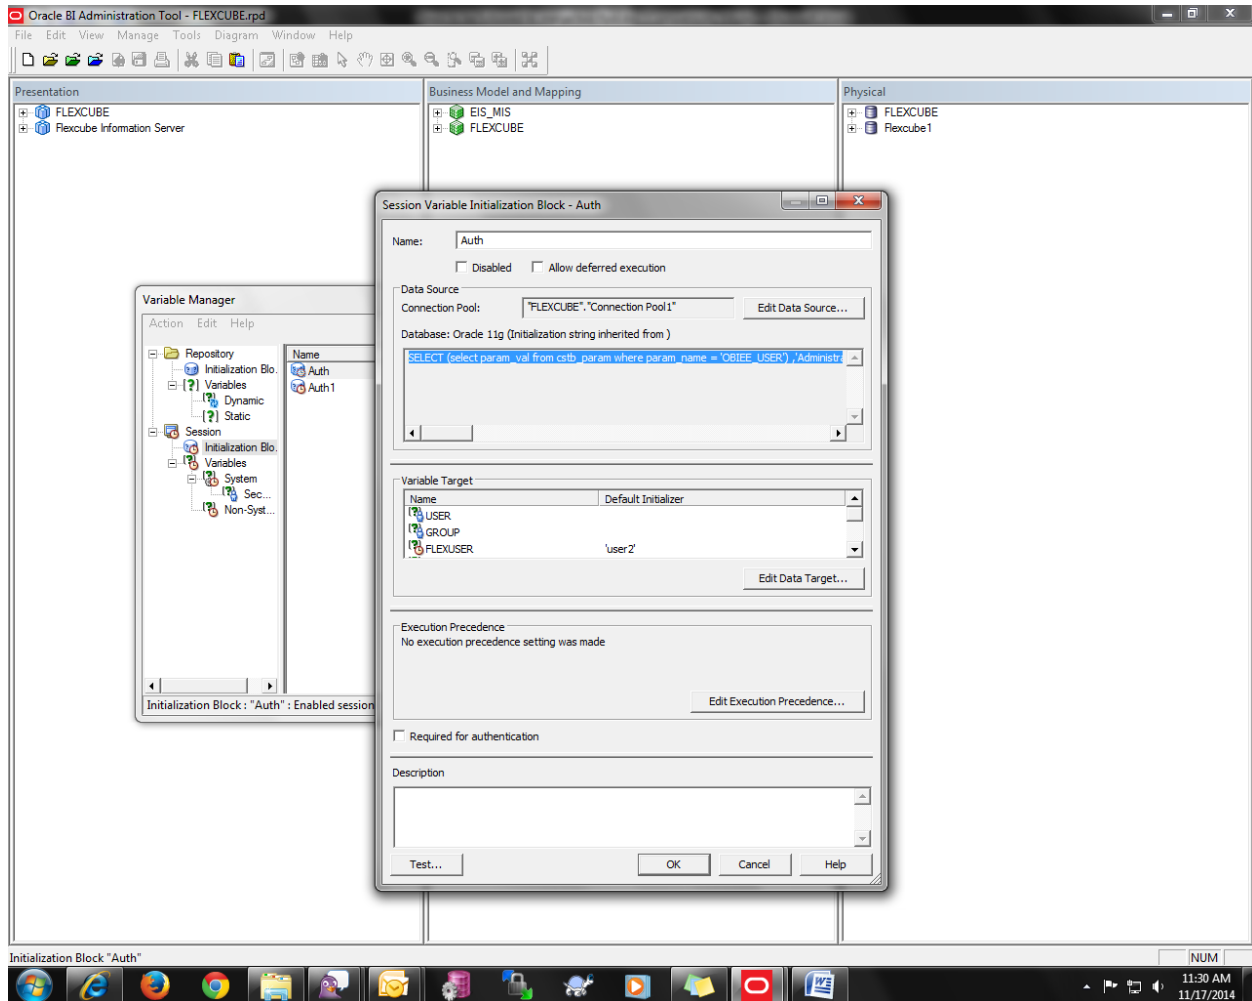 Oracle BI Administration Tool - FLEXCUBE.rpd
File Edit View Manage Tools Diagram Window Help
Presentation
FLEXCUBE
Flexcube Information Server
Business Model and Mapping
EIS_MIS
FLEXCUBE
Physical
FLEXCUBE
Flexcube1
Variable Manager
Action Edit Help
Repository
Initialization Blo.
Variables
Dynamic
Static
Session
Initialization Blo.
Variables
System
Sec...
Non-Syst...
Name
Auth
Auth1
Initialization Block : "Auth" : Enabled session
Session Variable Initialization Block - Auth
Name: Auth
Disabled Allow deferred execution
Data Source
Connection Pool: "FLEXCUBE"."Connection Pool1" Edit Data Source...
Database: Oracle 11g (Initialization string inherited from )
SELECT (select param_val from cstb_param where param_name = 'OBIEE_USER') ,'Administra
Variable Target
Name Default Initializer
USER
GROUP
FLEXUSER 'user2'
Edit Data Target...
Execution Precedence
No execution precedence setting was made
Edit Execution Precedence...
Required for authentication
Description
Test... OK Cancel Help
Initialization Block "Auth"
NUM
11:30 AM
11/17/2014